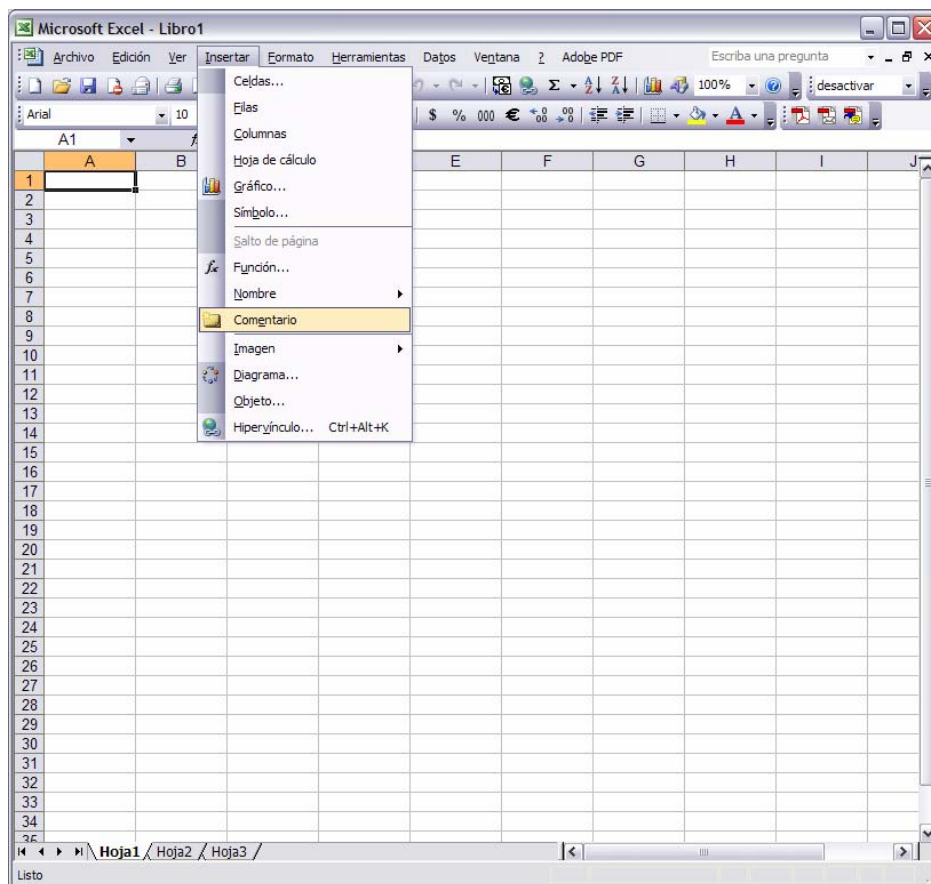 Microsoft Excel - Libro1
Archivo Edición Ver Insertar Formato Herramientas Datos Ventana ? Adobe PDF Escriba una pregunta
Σ 100% desactivar
Arial 10 $ % 000 €
A1
A B E F G H I J
Celdas...
Filas
Columnas
Hoja de cálculo
Gráfico...
Símbolo...
Salto de página
fx Función...
Nombre
Comentario
Imagen
Diagrama...
Objeto...
Hipervínculo... Ctrl+Alt+K
1
2
3
4
5
6
7
8
9
10
11
12
13
14
15
16
17
18
19
20
21
22
23
24
25
26
27
28
29
30
31
32
33
34
35
Hoja1 Hoja2 Hoja3
Listo